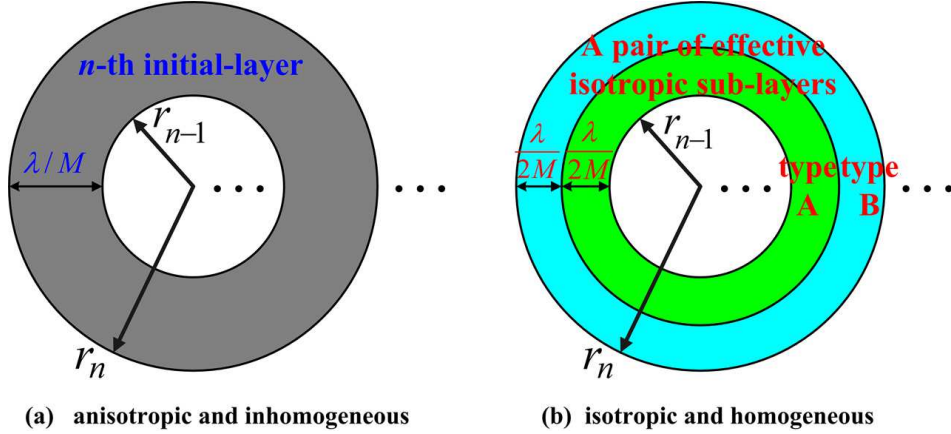 n-th initial-layer
r_{n-1}
λ/M
r_n
(a) anisotropic and inhomogeneous
A pair of effective
isotropic sub-layers
r_{n-1}
λ/2M
λ/2M
type A
type B
r_n
(b) isotropic and homogeneous